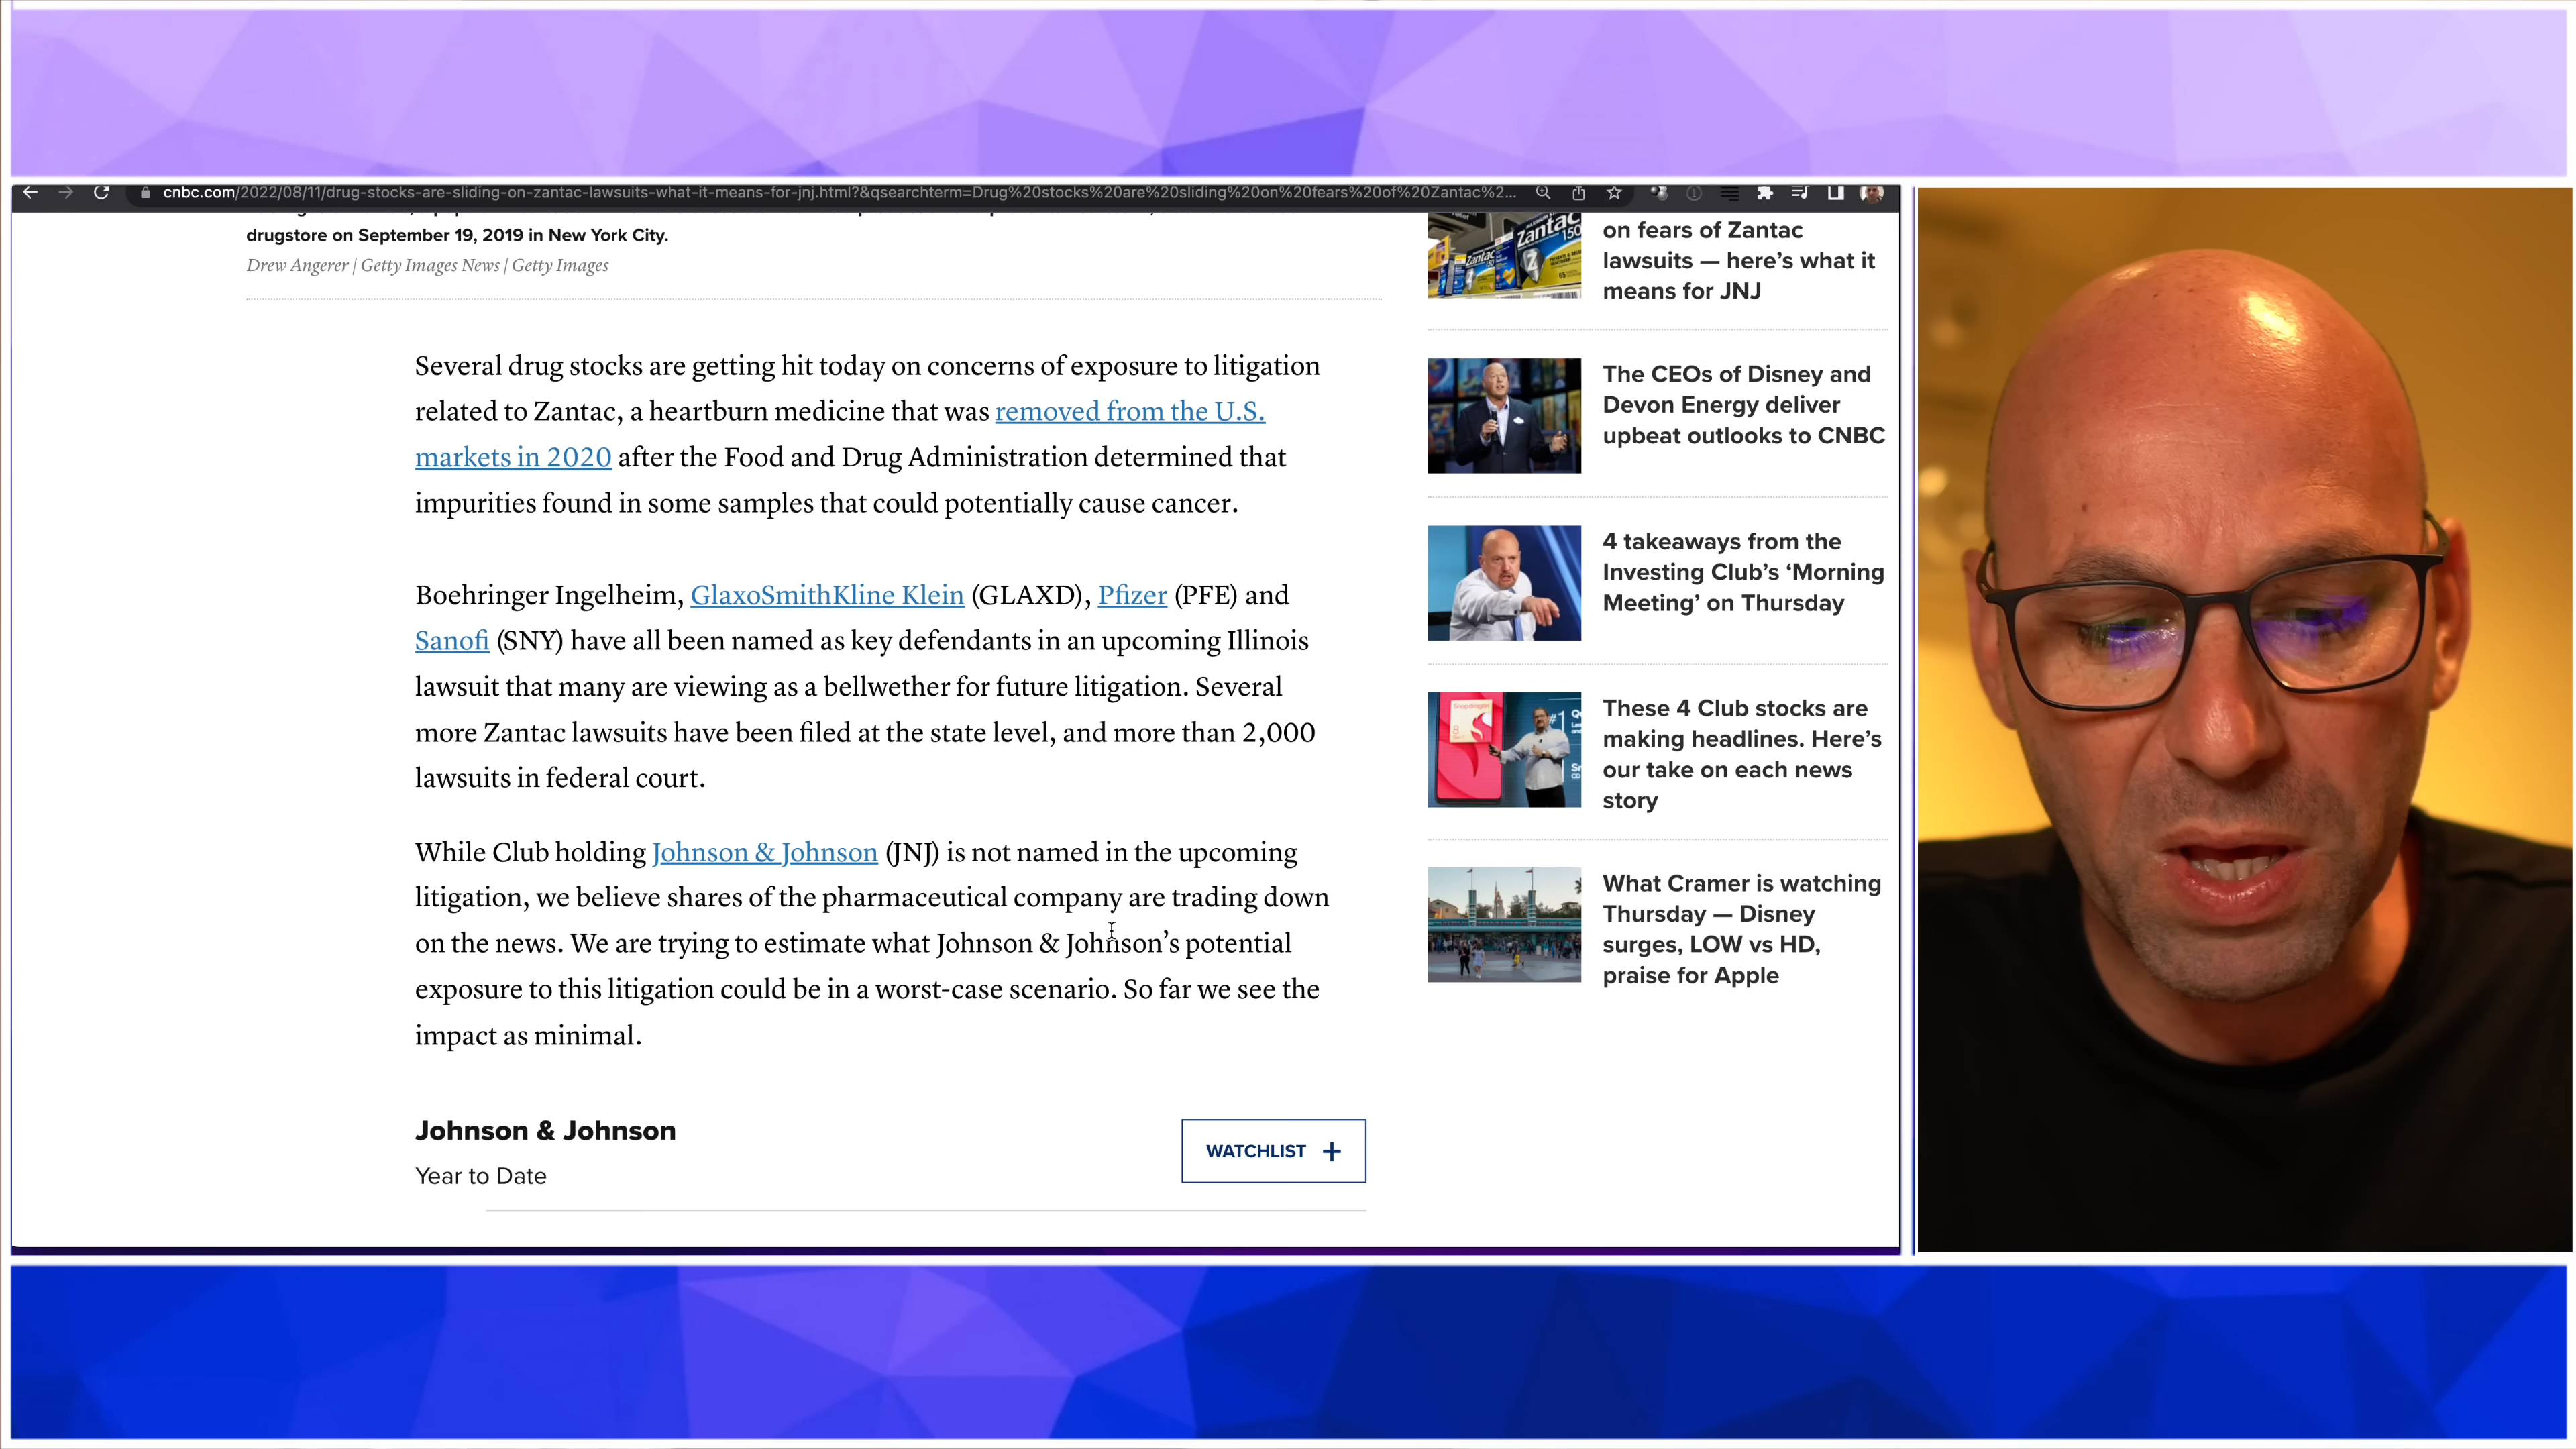 cnbc.com/2022/08/11/drug-stocks-are-sliding-on-zantac-lawsuits-what-it-means-for-jnj.html?&qsearchterm=Drug%20stocks%20are%20sliding%20on%20fears%20of%20Zantac%2...
drugstore on September 19, 2019 in New York City.
Drew Angerer | Getty Images News | Getty Images
Several drug stocks are getting hit today on concerns of exposure to litigation
related to Zantac, a heartburn medicine that was removed from the U.S.
markets in 2020 after the Food and Drug Administration determined that
impurities found in some samples that could potentially cause cancer.
Boehringer Ingelheim, GlaxoSmithKline Klein (GLAXD), Pfizer (PFE) and
Sanofi (SNY) have all been named as key defendants in an upcoming Illinois
lawsuit that many are viewing as a bellwether for future litigation. Several
more Zantac lawsuits have been filed at the state level, and more than 2,000
lawsuits in federal court.
While Club holding Johnson & Johnson (JNJ) is not named in the upcoming
litigation, we believe shares of the pharmaceutical company are trading down
on the news. We are trying to estimate what Johnson & Johnson’s potential
exposure to this litigation could be in a worst-case scenario. So far we see the
impact as minimal.
Johnson & Johnson
Year to Date
WATCHLIST +
Zantac
150
Zantac
on fears of Zantac
lawsuits — here’s what it
means for JNJ
The CEOs of Disney and
Devon Energy deliver
upbeat outlooks to CNBC
4 takeaways from the
Investing Club’s ‘Morning
Meeting’ on Thursday
Snapdragon
8
#1
These 4 Club stocks are
making headlines. Here’s
our take on each news
story
What Cramer is watching
Thursday — Disney
surges, LOW vs HD,
praise for Apple